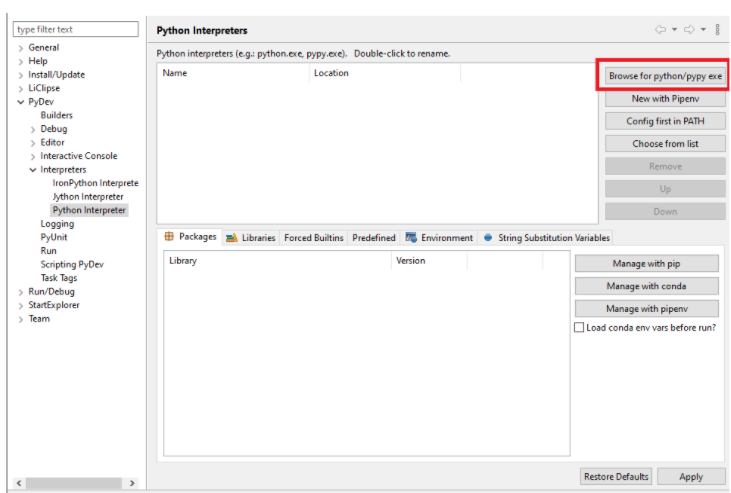 type filter text
General
Help
Install/Update
LiClipse
PyDev
Builders
Debug
Editor
Interactive Console
Interpreters
IronPython Interprete
Jython Interpreter
Python Interpreter
Logging
PyUnit
Run
Scripting PyDev
Task Tags
Run/Debug
StartExplorer
Team
Python Interpreters
Python interpreters (e.g.: python.exe, pypy.exe). Double-click to rename.
Name Location
Browse for python/pypy exe
New with Pipenv
Config first in PATH
Choose from list
Remove
Up
Down
Packages Libraries Forced Builtins Predefined Environment String Substitution Variables
Library Version
Manage with pip
Manage with conda
Manage with pipenv
Load conda env vars before run?
Restore Defaults Apply